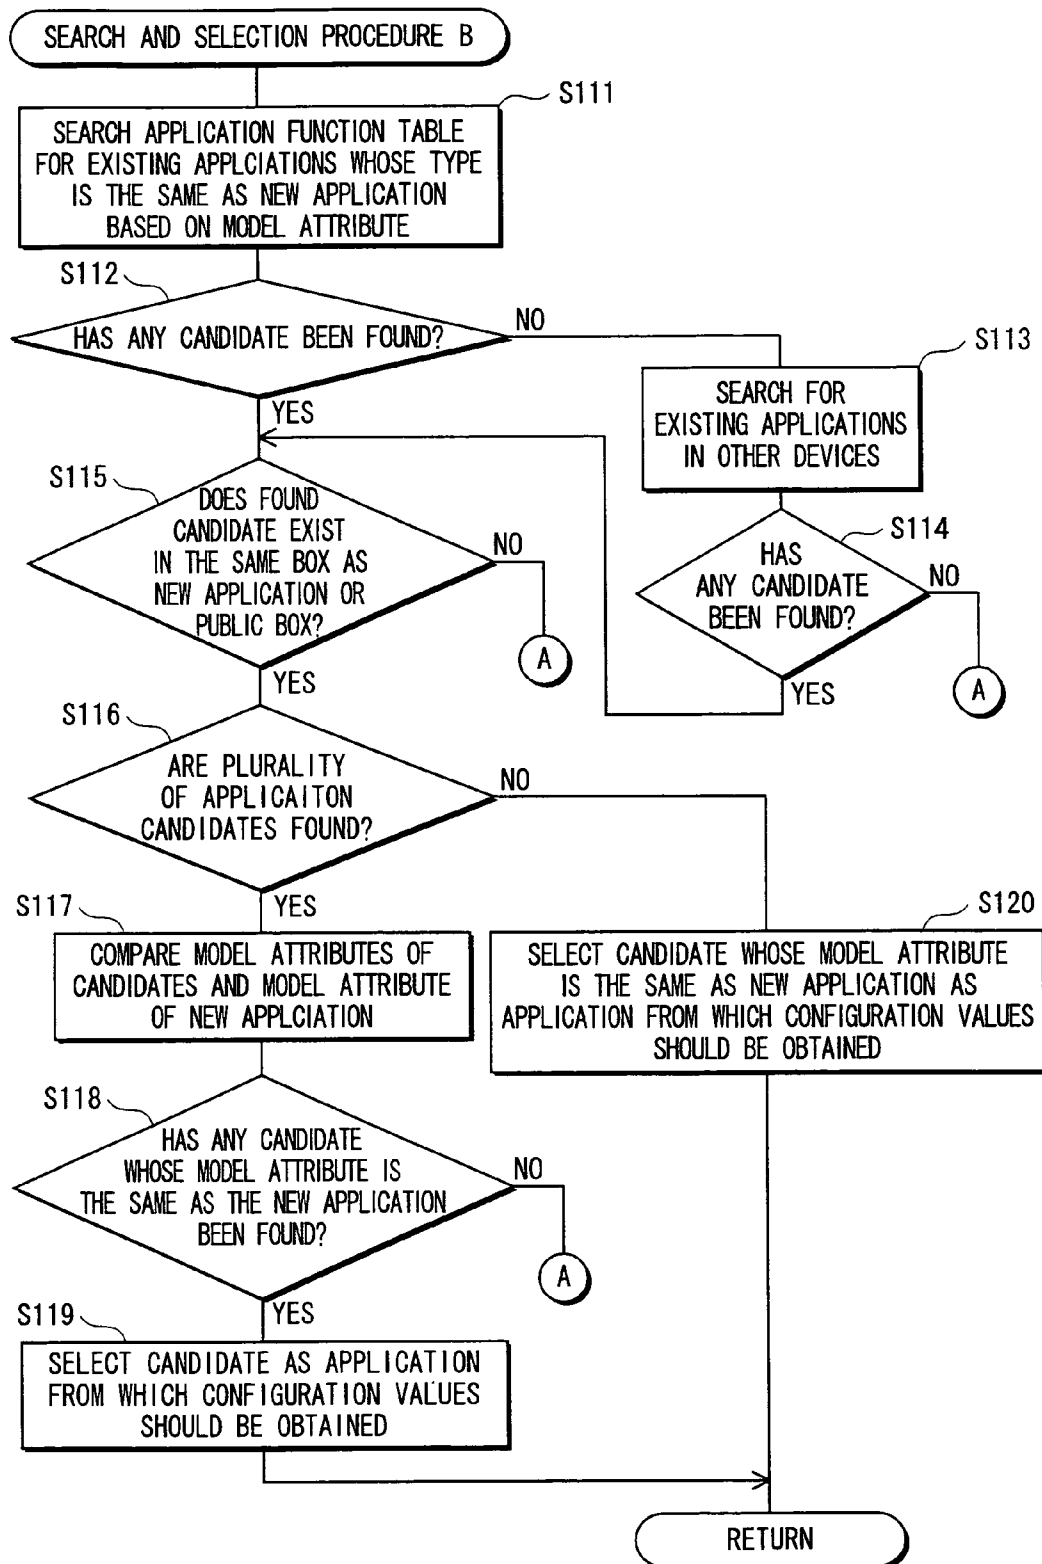 SEARCH AND SELECTION PROCEDURE B
S111
SEARCH APPLICATION FUNCTION TABLE
FOR EXISTING APPLCIATIONS WHOSE TYPE
IS THE SAME AS NEW APPLICATION
BASED ON MODEL ATTRIBUTE
S112
HAS ANY CANDIDATE BEEN FOUND?
NO
YES
S113
SEARCH FOR
EXISTING APPLICATIONS
IN OTHER DEVICES
S114
HAS
ANY CANDIDATE
BEEN FOUND?
NO
A
YES
S115
DOES FOUND
CANDIDATE EXIST
IN THE SAME BOX AS
NEW APPLICATION OR
PUBLIC BOX?
NO
A
YES
S116
ARE PLURALITY
OF APPLICAITON
CANDIDATES FOUND?
NO
YES
S117
COMPARE MODEL ATTRIBUTES OF
CANDIDATES AND MODEL ATTRIBUTE
OF NEW APPLCIATION
S120
SELECT CANDIDATE WHOSE MODEL ATTRIBUTE
IS THE SAME AS NEW APPLICATION AS
APPLICATION FROM WHICH CONFIGURATION VALUES
SHOULD BE OBTAINED
S118
HAS ANY CANDIDATE
WHOSE MODEL ATTRIBUTE IS
THE SAME AS THE NEW APPLICATION
BEEN FOUND?
NO
A
YES
S119
SELECT CANDIDATE AS APPLICATION
FROM WHICH CONFIGURATION VALUES
SHOULD BE OBTAINED
RETURN